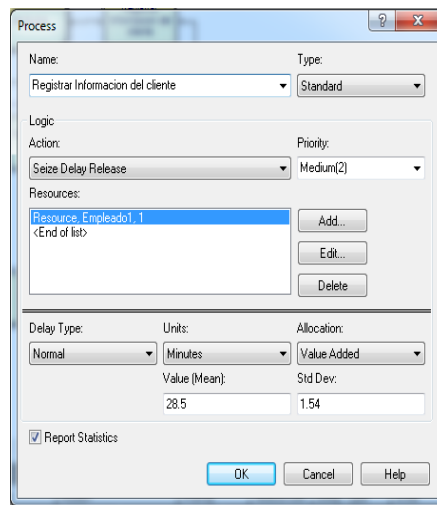 Process
Name:
Type:
Registrar Informacion del cliente
Standard
Logic
Action:
Priority:
Seize Delay Release
Medium(2)
Resources:
Resource, Empleado1, 1
<End of list>
Add...
Edit...
Delete
Delay Type:
Units:
Allocation:
Normal
Minutes
Value Added
Value (Mean):
Std Dev:
28.5
1.54
Report Statistics
OK
Cancel
Help